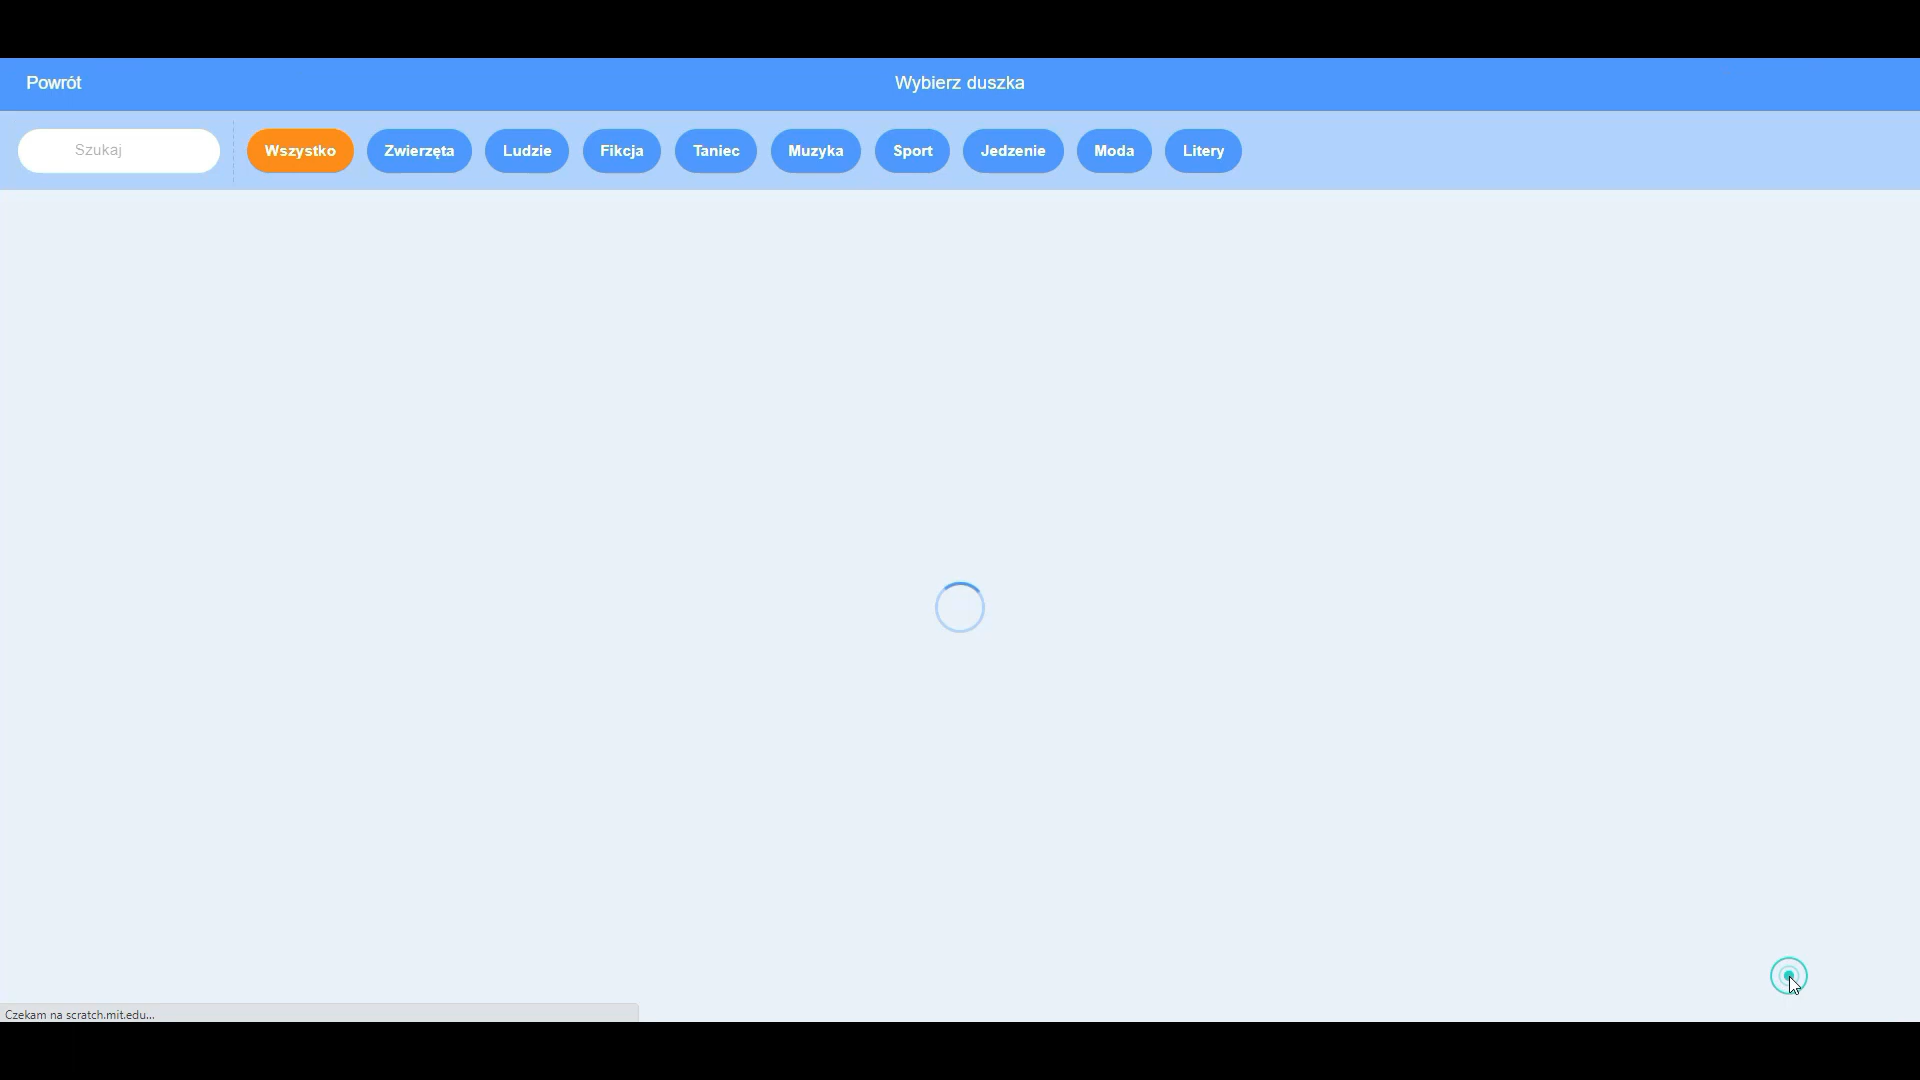 Powrót
Wybierz duszka
Szukaj
Wszystko
Zwierzęta
Ludzie
Fikcja
Taniec
Muzyka
Sport
Jedzenie
Moda
Litery
Czekam na scratch.mit.edu...